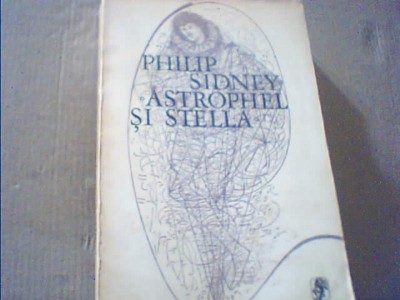 PHILIP
SIDNEY
ASTROPHEL
ȘI STELLA